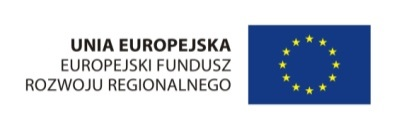 UNIA EUROPEJSKA
EUROPEJSKI FUNDUSZ
ROZWOJU REGIONALNEGO